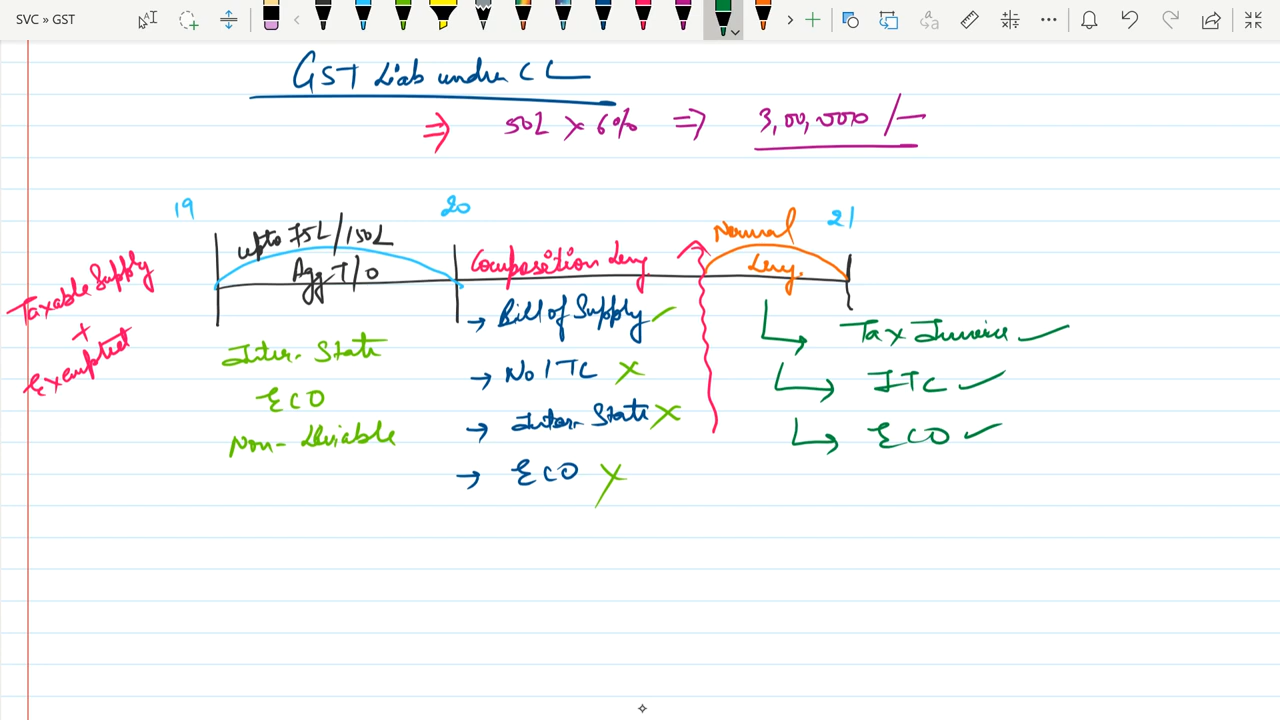 SVC » GST
GST Liab under CL
⇒ 50L × 6% ⇒ 3,00,000/-
19
20
21
upto 75L/150L
Agg T/O
Composition Levy
Normal
Levy.
Taxable Supply
+
Exempted
Inter-State
ECO
Non-Leviable
→ Bill of Supply ✓
→ No ITC ✗
→ Inter-State ✗
→ ECO ✗
Tax Invoice ✓
ITC ✓
ECO ✓